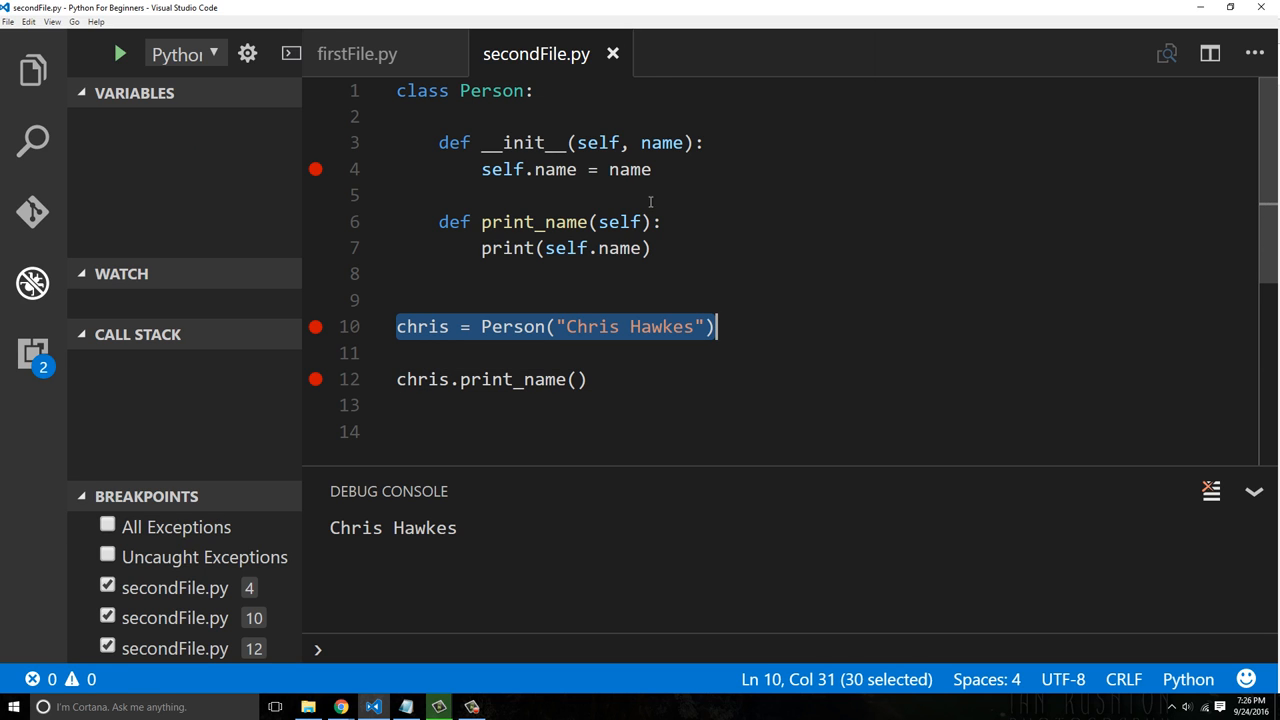 secondFile.py - Python For Beginners - Visual Studio Code
File Edit View Go Help
Pythor
firstFile.py
secondFile.py
VARIABLES
WATCH
CALL STACK
2
BREAKPOINTS
All Exceptions
Uncaught Exceptions
secondFile.py 4
secondFile.py 10
secondFile.py 12
1 class Person:
2
3 def __init__(self, name):
4 self.name = name
5
6 def print_name(self):
7 print(self.name)
8
9
10 chris = Person("Chris Hawkes")
11
12 chris.print_name()
13
14
DEBUG CONSOLE
Chris Hawkes
0 0
Ln 10, Col 31 (30 selected) Spaces: 4 UTF-8 CRLF Python
I'm Cortana. Ask me anything.
7:26 PM
9/24/2016